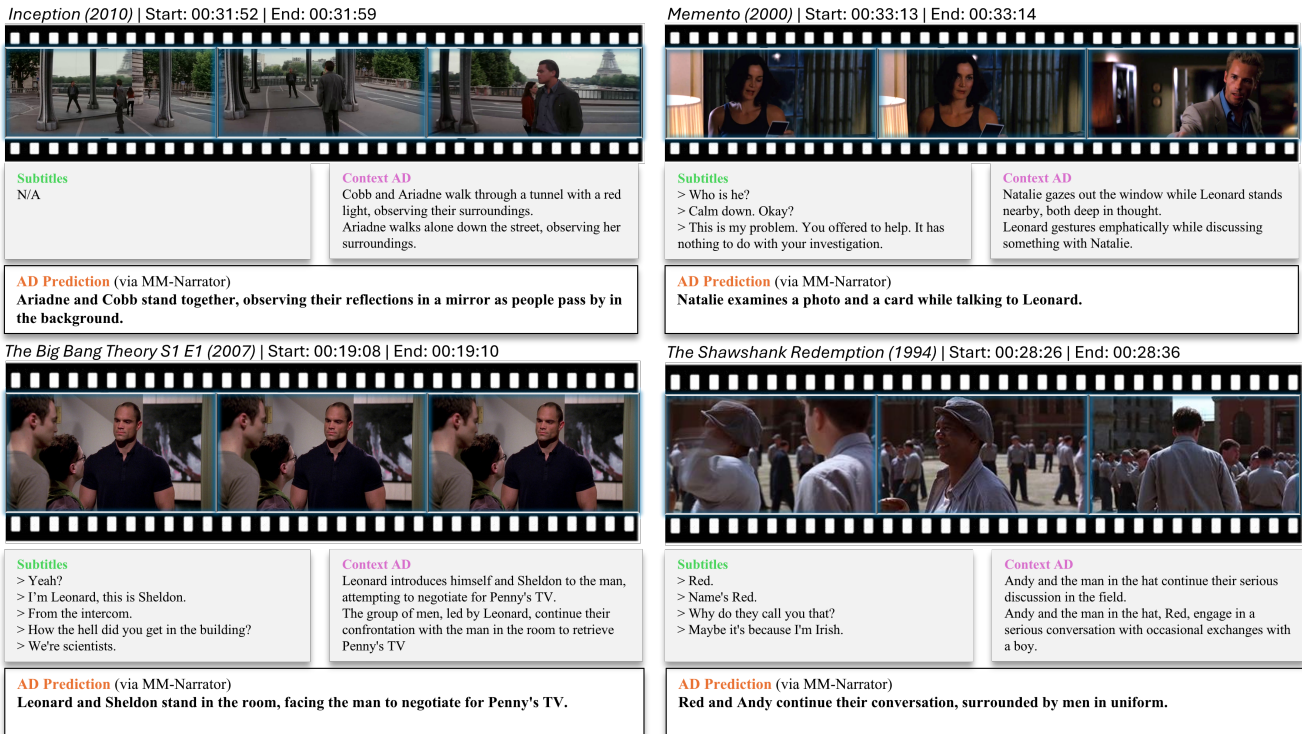 Inception (2010) | Start: 00:31:52 | End: 00:31:59
Subtitles
N/A
Context AD
Cobb and Ariadne walk through a tunnel with a red
light, observing their surroundings.
Ariadne walks alone down the street, observing her
surroundings.
AD Prediction (via MM-Narrator)
Ariadne and Cobb stand together, observing their reflections in a mirror as people pass by in
the background.
Memento (2000) | Start: 00:33:13 | End: 00:33:14
Subtitles
> Who is he?
> Calm down. Okay?
> This is my problem. You offered to help. It has
nothing to do with your investigation.
Context AD
Natalie gazes out the window while Leonard stands
nearby, both deep in thought.
Leonard gestures emphatically while discussing
something with Natalie.
AD Prediction (via MM-Narrator)
Natalie examines a photo and a card while talking to Leonard.
The Big Bang Theory S1 E1 (2007) | Start: 00:19:08 | End: 00:19:10
Subtitles
> Yeah?
> I'm Leonard, this is Sheldon.
> From the intercom.
> How the hell did you get in the building?
> We're scientists.
Context AD
Leonard introduces himself and Sheldon to the man,
attempting to negotiate for Penny's TV.
The group of men, led by Leonard, continue their
confrontation with the man in the room to retrieve
Penny's TV
AD Prediction (via MM-Narrator)
Leonard and Sheldon stand in the room, facing the man to negotiate for Penny's TV.
The Shawshank Redemption (1994) | Start: 00:28:26 | End: 00:28:36
Subtitles
> Red.
> Name's Red.
> Why do they call you that?
> Maybe it's because I'm Irish.
Context AD
Andy and the man in the hat continue their serious
discussion in the field.
Andy and the man in the hat, Red, engage in a
serious conversation with occasional exchanges with
a boy.
AD Prediction (via MM-Narrator)
Red and Andy continue their conversation, surrounded by men in uniform.